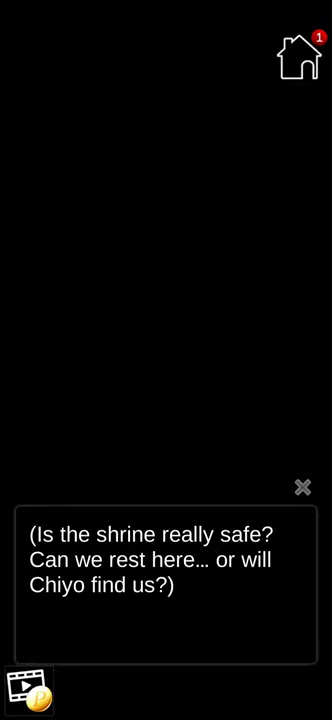 1
(Is the shrine really safe?
Can we rest here... or will
Chiyo find us?)
P